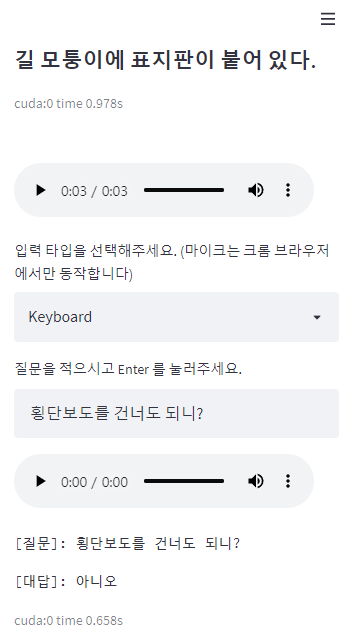 길 모퉁이에 표지판이 붙어 있다.
cuda:0 time 0.978s
0:03 / 0:03
입력 타입을 선택해주세요. (마이크는 크롬 브라우저
에서만 동작합니다)
Keyboard
질문을 적으시고 Enter 를 눌러주세요.
횡단보도를 건너도 되니?
0:00 / 0:00
[질문]: 횡단보도를 건너도 되니?
[대답]: 아니오
cuda:0 time 0.658s